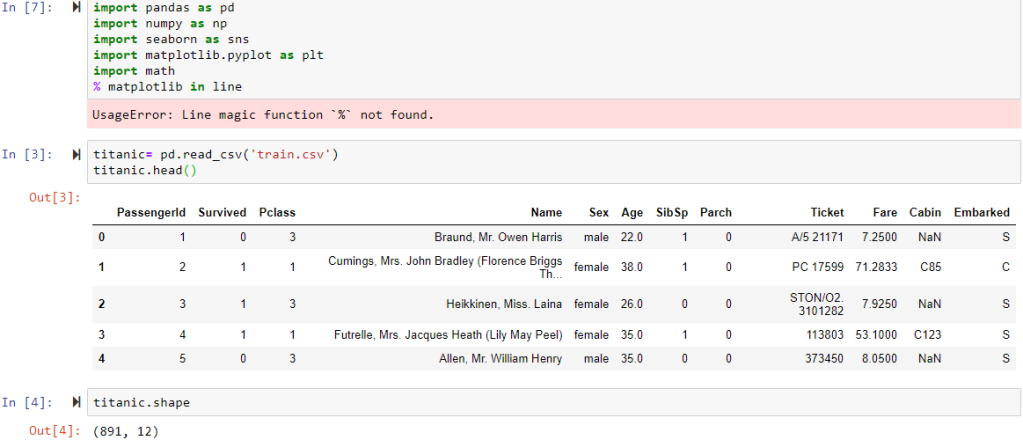 In [7]: import pandas as pd
import numpy as np
import seaborn as sns
import matplotlib.pyplot as plt
import math
% matplotlib in line
UsageError: Line magic function `%` not found.
In [3]: titanic= pd.read_csv('train.csv')
titanic.head()
Out[3]:
PassengerId Survived Pclass Name Sex Age SibSp Parch Ticket Fare Cabin Embarked
0 1 0 3 Braund, Mr. Owen Harris male 22.0 1 0 A/5 21171 7.2500 NaN S
1 2 1 1 Cumings, Mrs. John Bradley (Florence Briggs Th... female 38.0 1 0 PC 17599 71.2833 C85 C
2 3 1 3 Heikkinen, Miss. Laina female 26.0 0 0 STON/O2. 3101282 7.9250 NaN S
3 4 1 1 Futrelle, Mrs. Jacques Heath (Lily May Peel) female 35.0 1 0 113803 53.1000 C123 S
4 5 0 3 Allen, Mr. William Henry male 35.0 0 0 373450 8.0500 NaN S
In [4]: titanic.shape
Out[4]: (891, 12)